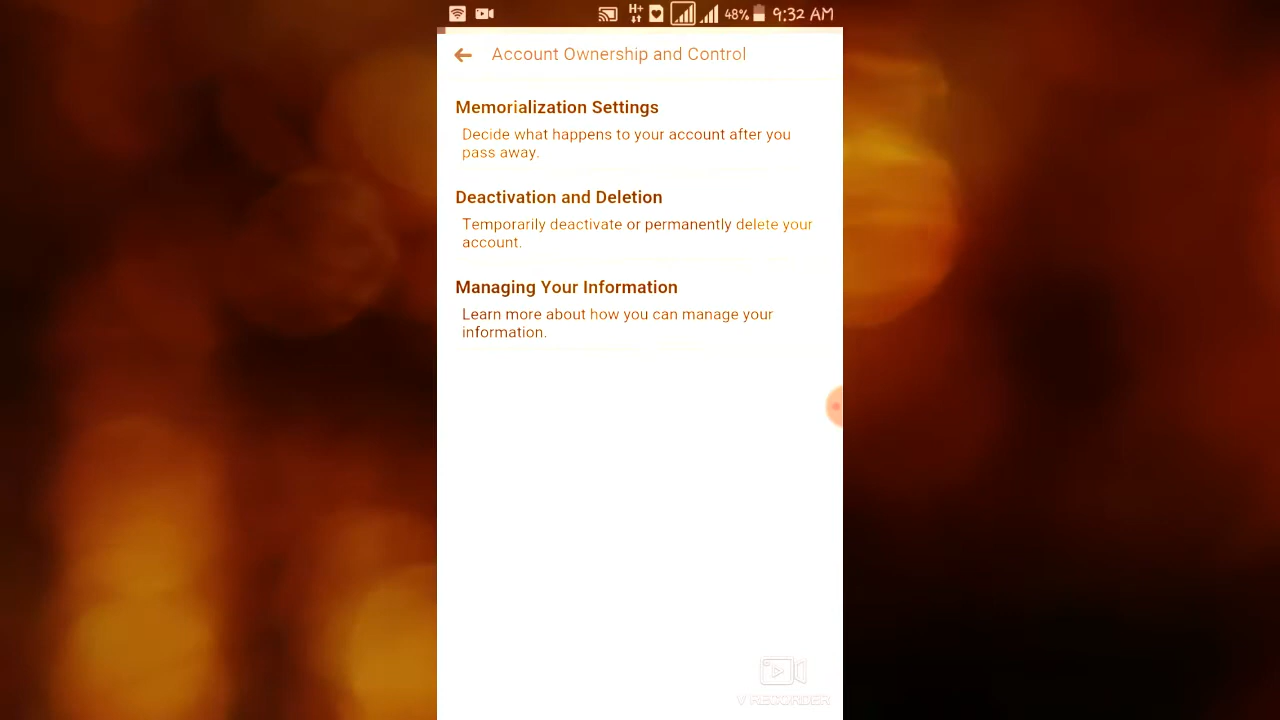 H+ 48% 9:32 AM
Account Ownership and Control
Memorialization Settings
Decide what happens to your account after you
pass away.
Deactivation and Deletion
Temporarily deactivate or permanently delete your
account.
Managing Your Information
Learn more about how you can manage your
information.
V RECORDER